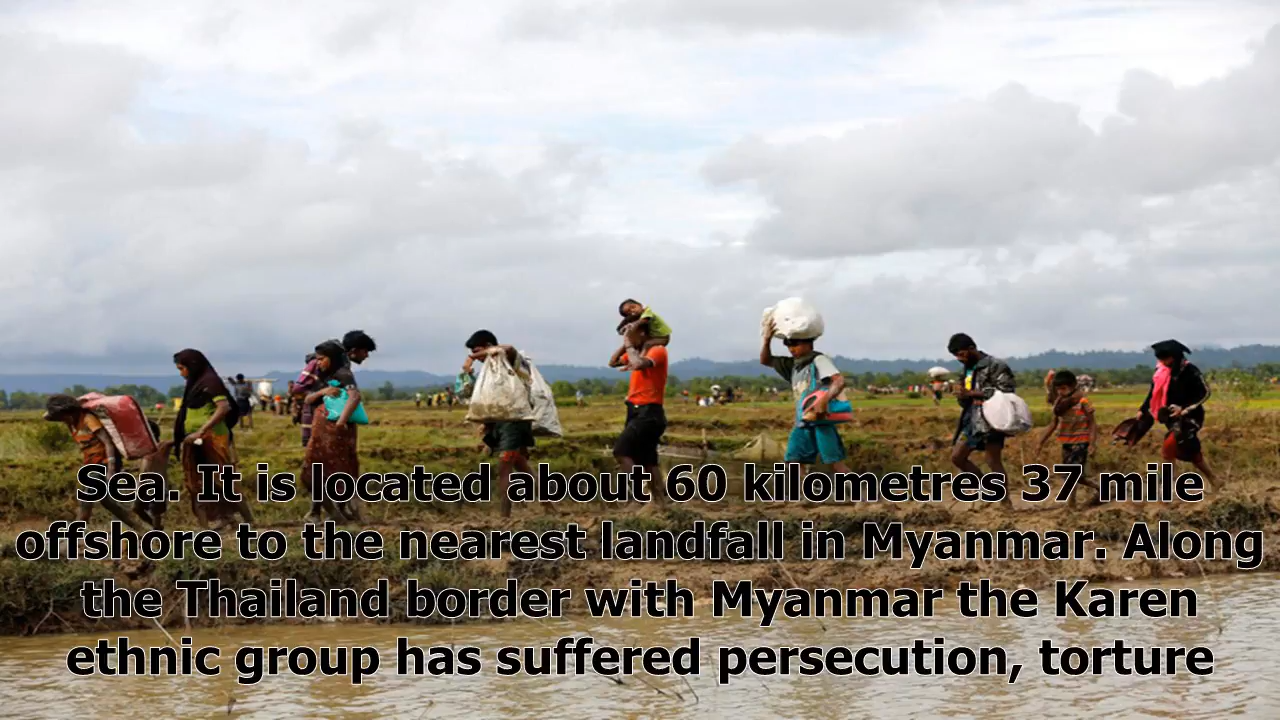 Sea. It is located about 60 kilometres 37 mile
offshore to the nearest landfall in Myanmar. Along
the Thailand border with Myanmar the Karen
ethnic group has suffered persecution, torture